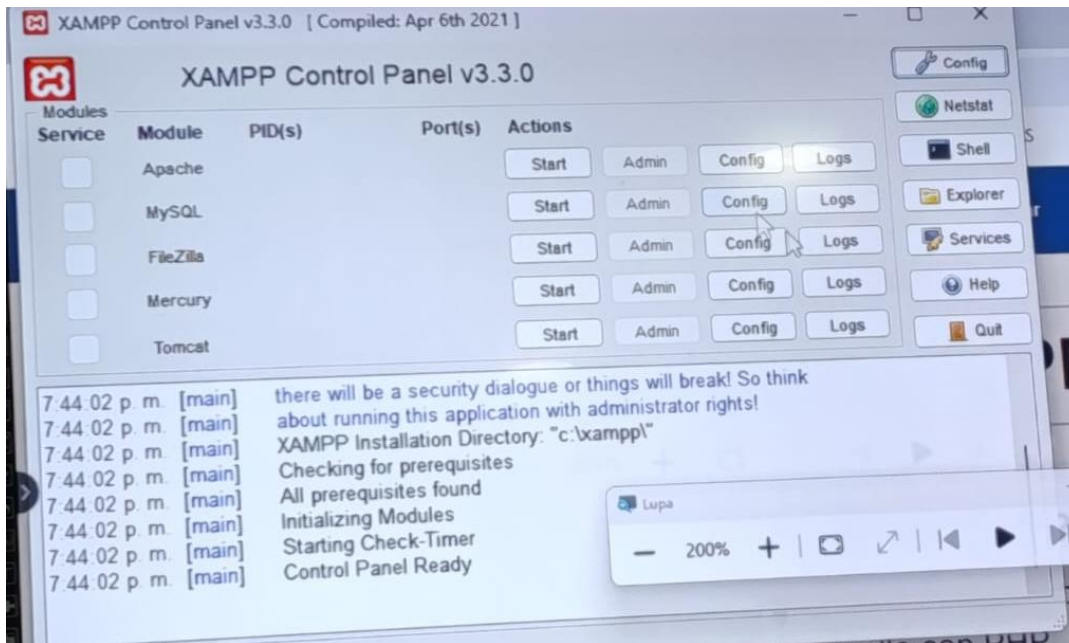 XAMPP Control Panel v3.3.0 [ Compiled: Apr 6th 2021 ]
XAMPP Control Panel v3.3.0
Config
Modules
Service Module PID(s) Port(s) Actions
Netstat
Apache Start Admin Config Logs
Shell
MySQL Start Admin Config Logs
Explorer
FileZilla Start Admin Config Logs
Services
Mercury Start Admin Config Logs
Help
Tomcat Start Admin Config Logs
Quit
7:44:02 p. m. [main] there will be a security dialogue or things will break! So think
7:44:02 p. m. [main] about running this application with administrator rights!
7:44:02 p. m. [main] XAMPP Installation Directory: "c:\xampp\"
7:44:02 p. m. [main] Checking for prerequisites
7:44:02 p. m. [main] All prerequisites found
7:44:02 p. m. [main] Initializing Modules
7:44:02 p. m. [main] Starting Check-Timer
7:44:02 p. m. [main] Control Panel Ready
Lupa
200%